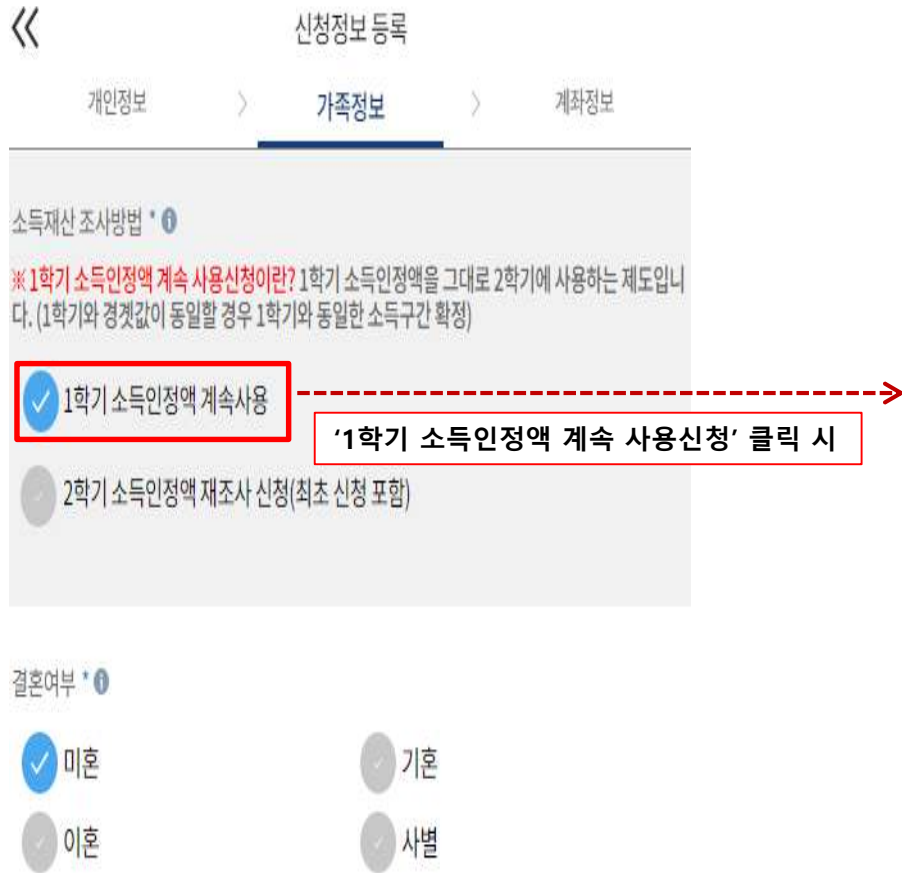 신청정보 등록
개인정보 > 가족정보 > 계좌정보
소득재산 조사방법 *
※ 1학기 소득인정액 계속 사용신청이란? 1학기 소득인정액을 그대로 2학기에 사용하는 제도입니
다. (1학기와 경곗값이 동일할 경우 1학기와 동일한 소득구간 확정)
1학기 소득인정액 계속사용
‘1학기 소득인정액 계속 사용신청’ 클릭 시
2학기 소득인정액 재조사 신청(최초 신청 포함)
결혼여부 *
미혼 기혼
이혼 사별